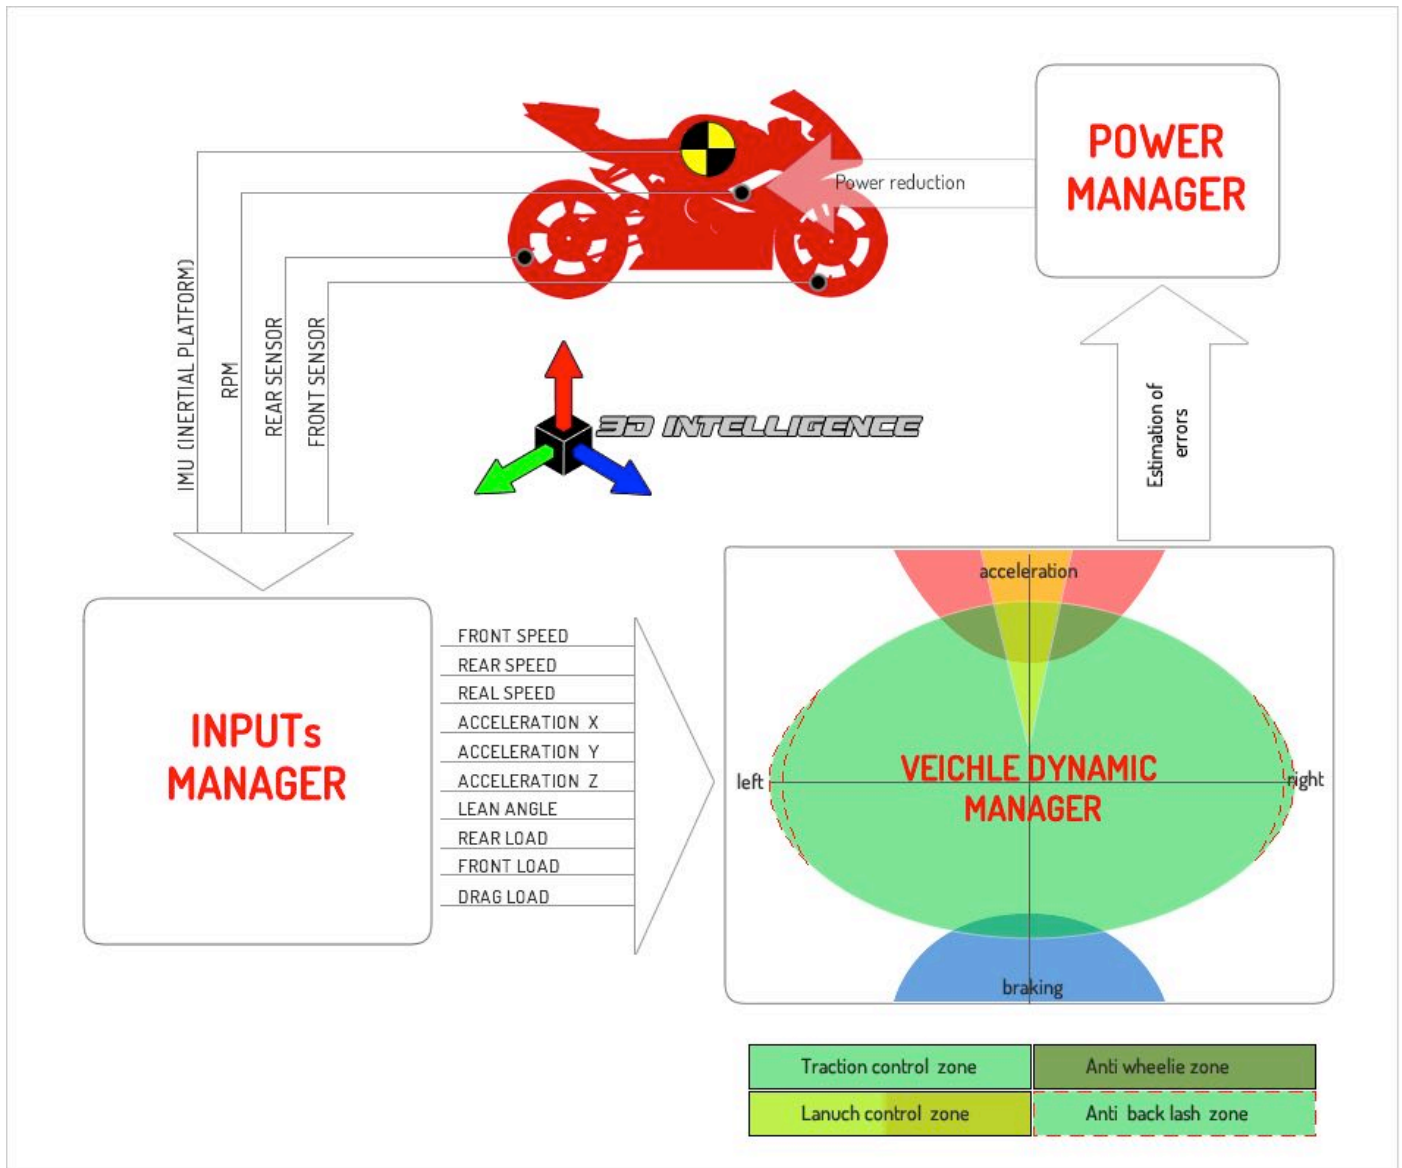 POWER
MANAGER
Power reduction
IMU (INERTIAL PLATFORM)
RPM
REAR SENSOR
FRONT SENSOR
3D INTELLIGENCE
Estimation of
errors
INPUTs
MANAGER
FRONT SPEED
REAR SPEED
REAL SPEED
ACCELERATION X
ACCELERATION Y
ACCELERATION Z
LEAN ANGLE
REAR LOAD
FRONT LOAD
DRAG LOAD
acceleration
left
VEICHLE DYNAMIC
MANAGER
right
braking
Traction control zone
Anti wheelie zone
Lanuch control zone
Anti back lash zone